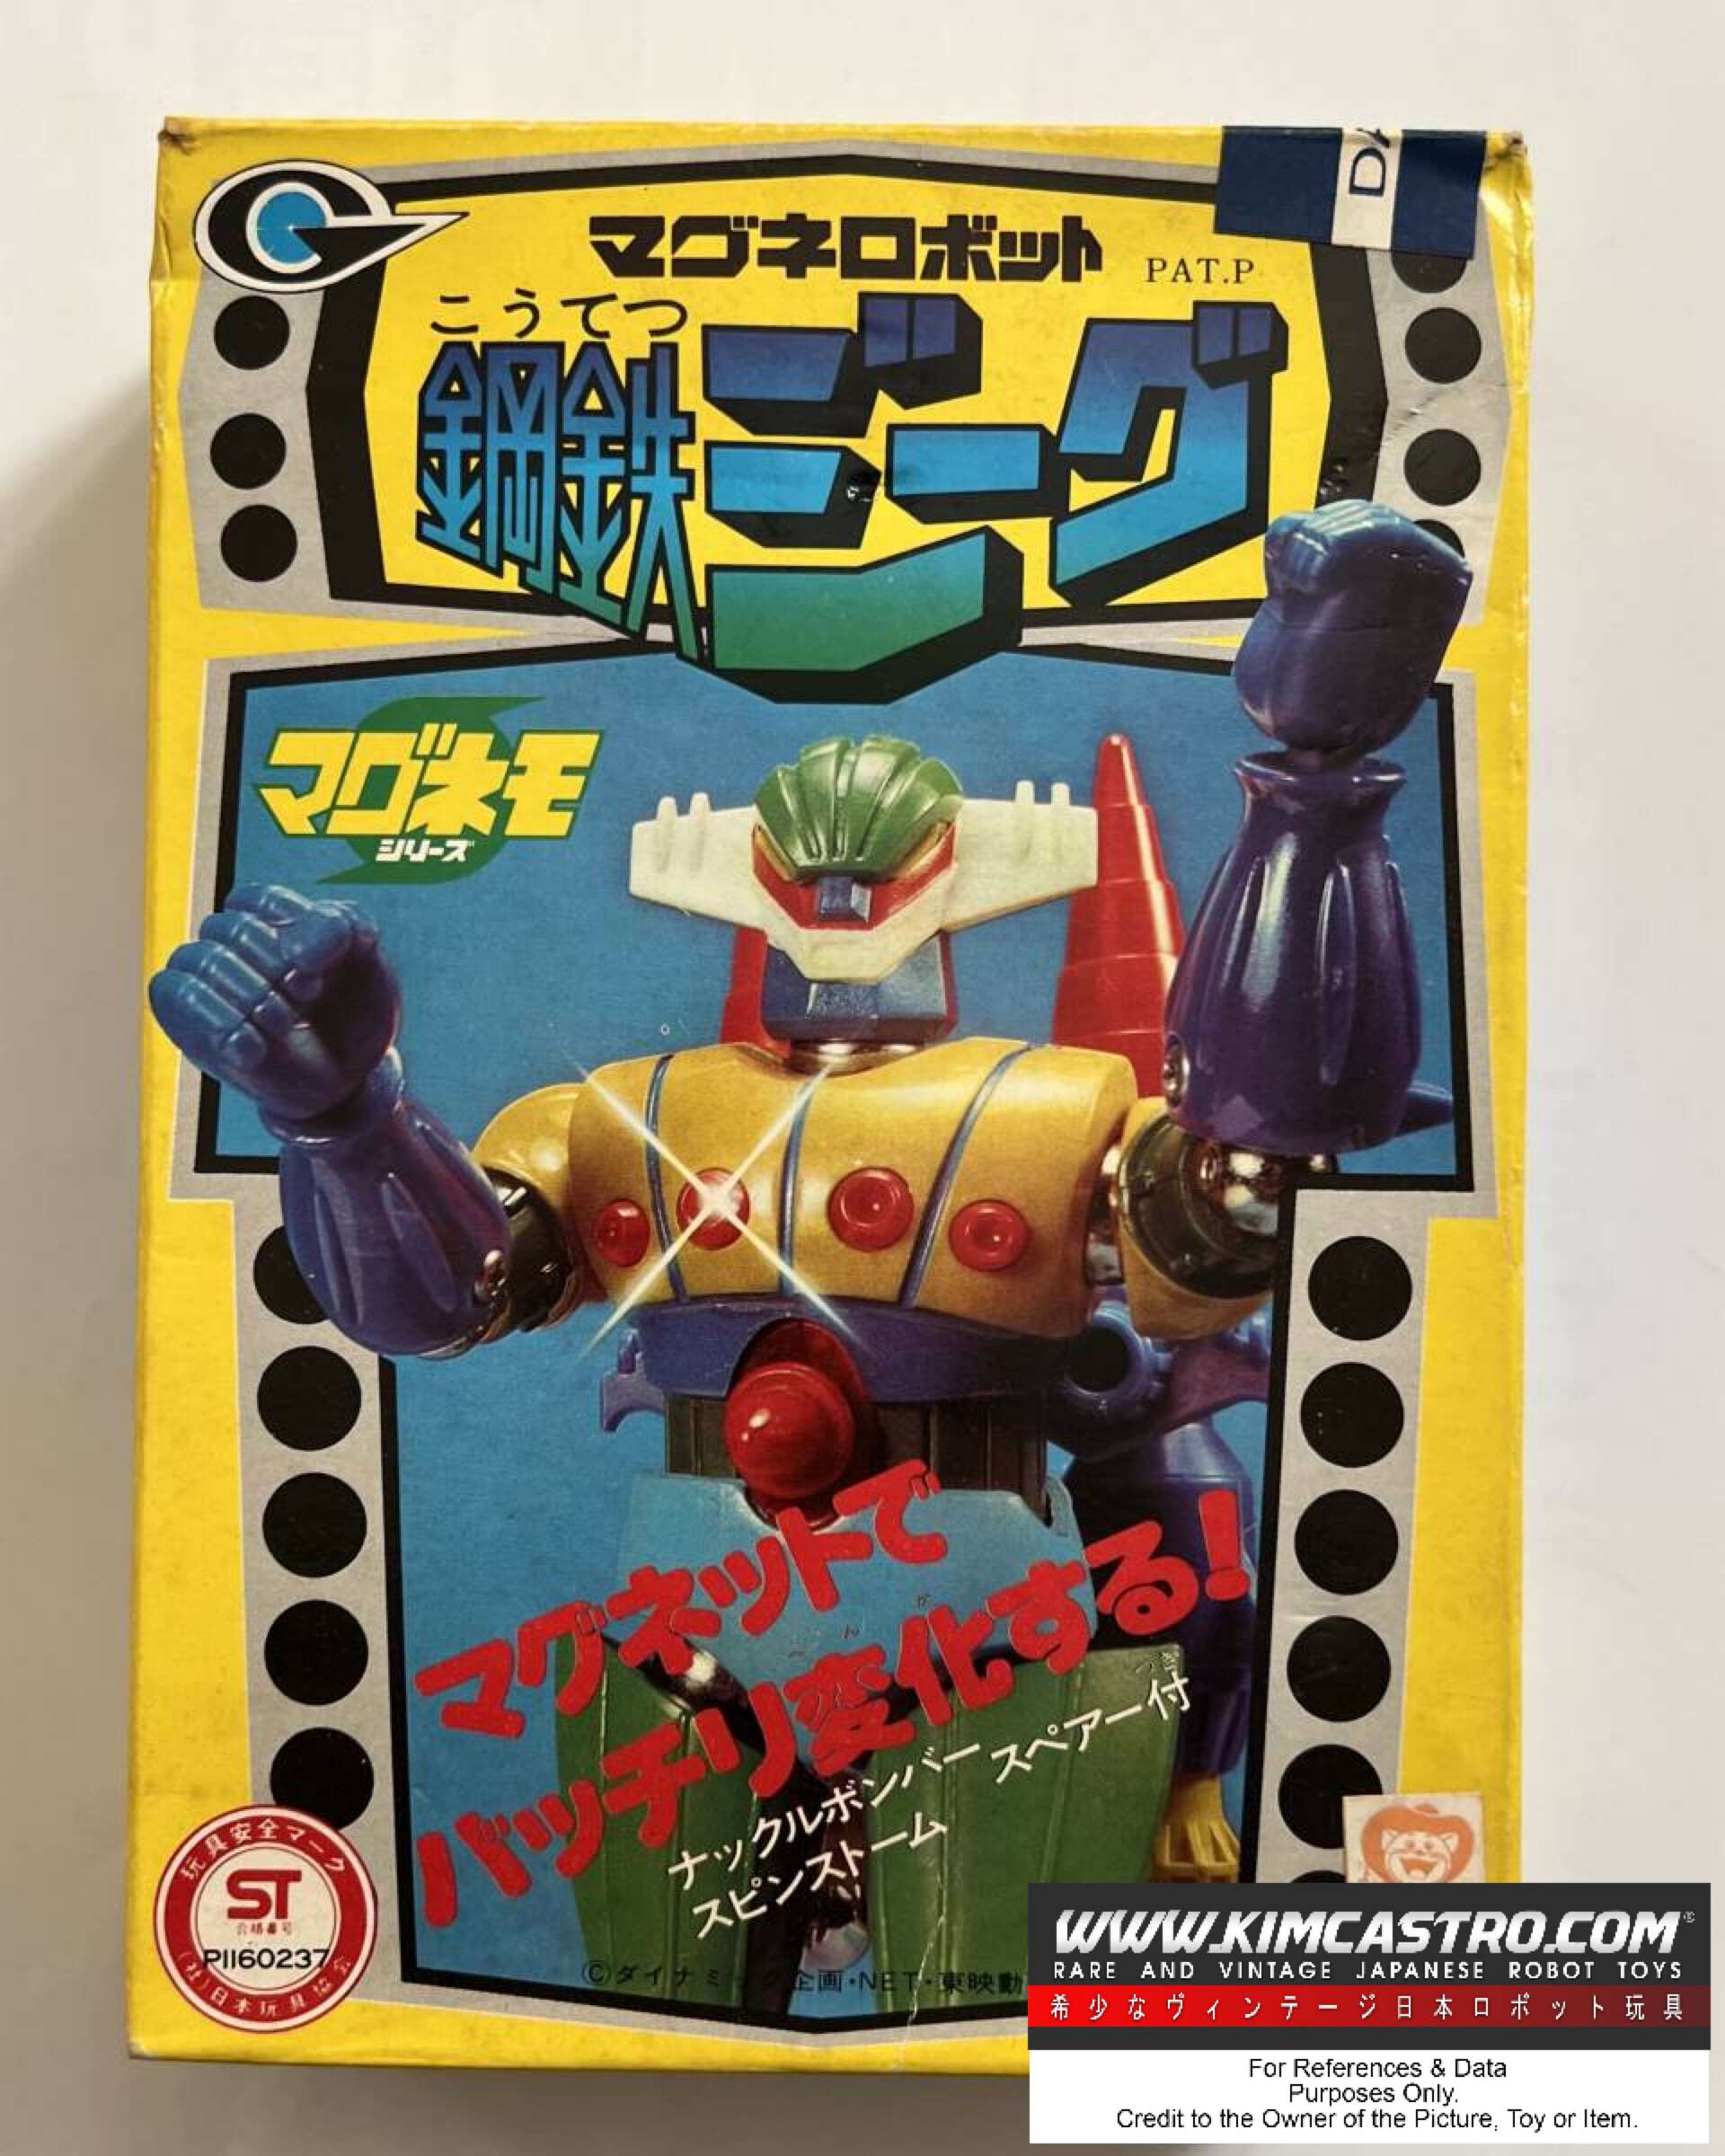 マグネロボット PAT.P
こうてつ
鋼鉄ジーグ
マグネモ
シリーズ
マグネットで
バッチリ変化する!
へんか
つき
ナックルボンバー スペアー付
スピンストーム
玩具安全マーク
ST
合格番号
P1160237
(社)日本玩具協会
©ダイナミック企画・NET・東映動
WWW.KIMCASTRO.COM®
RARE AND VINTAGE JAPANESE ROBOT TOYS
希少なヴィンテージ日本ロボット玩具
For References & Data
Purposes Only.
Credit to the Owner of the Picture, Toy or Item.